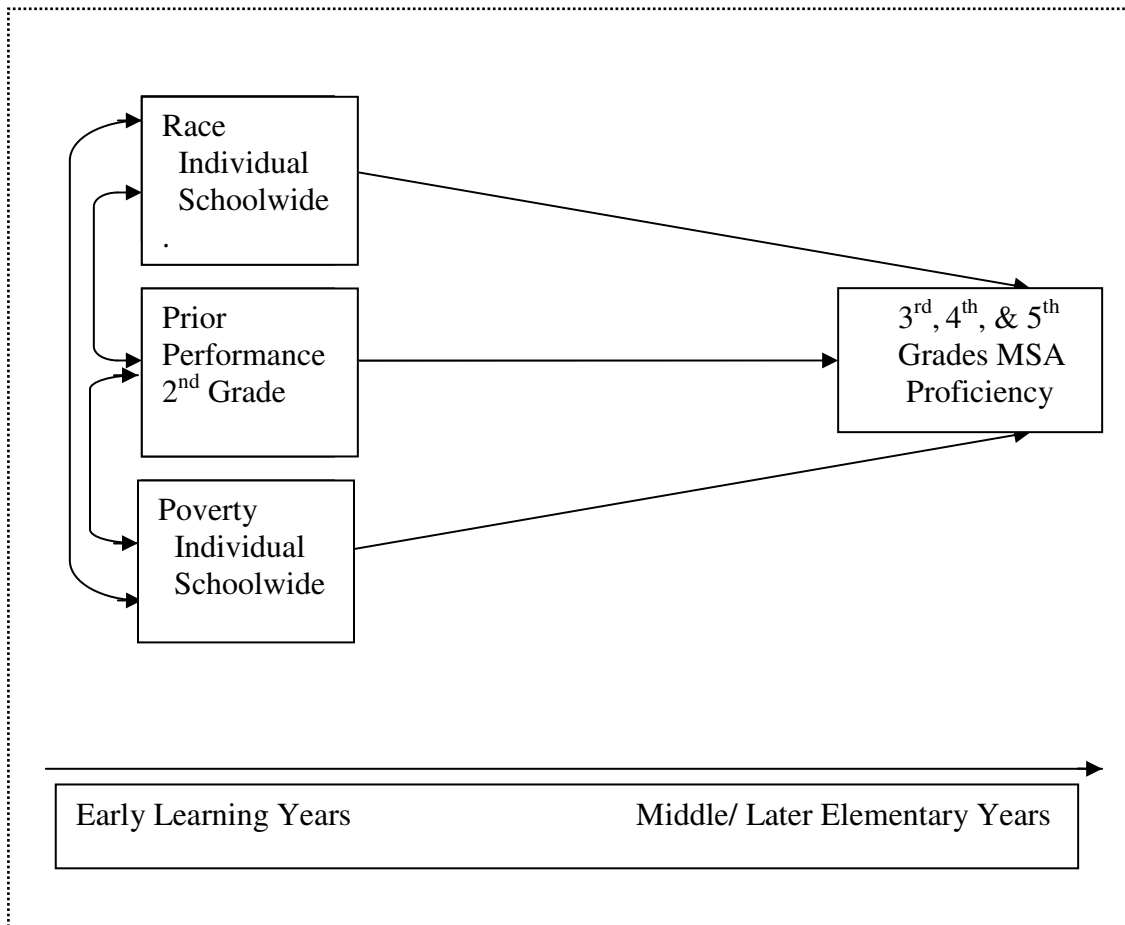 Race
Individual
Schoolwide
.
Prior
Performance
2nd Grade
3rd, 4th, & 5th
Grades MSA
Proficiency
Poverty
Individual
Schoolwide
Early Learning Years
Middle/ Later Elementary Years